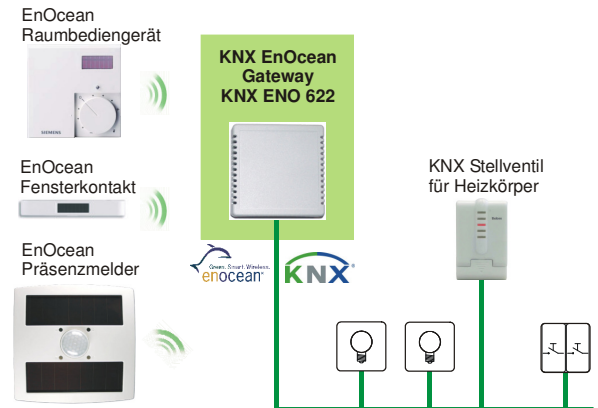 EnOcean
Raumbediengerät
SIEMENS
KNX EnOcean
Gateway
KNX ENO 622
EnOcean
Fensterkontakt
KNX Stellventil
für Heizkörper
EnOcean
Präsenzmelder
Green. Smart. Wireless.
enocean®
KNX®